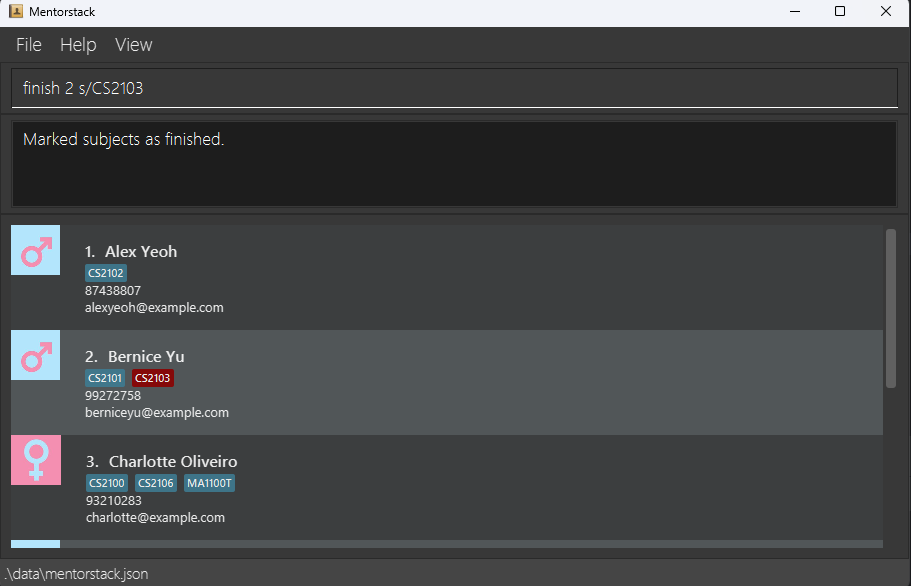 Mentorstack
File Help View
finish 2 s/CS2103
Marked subjects as finished.
1. Alex Yeoh
CS2102
87438807
alexyeoh@example.com
2. Bernice Yu
CS2101 CS2103
99272758
berniceyu@example.com
3. Charlotte Oliveiro
CS2100 CS2106 MA1100T
93210283
charlotte@example.com
.\data\mentorstack.json